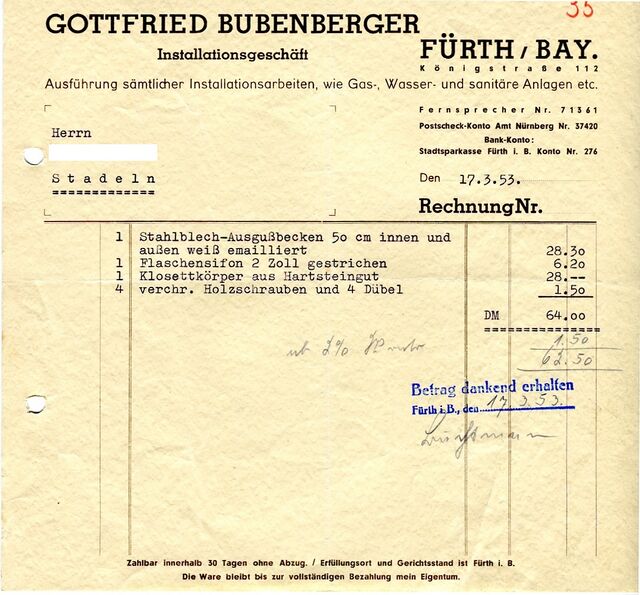 35
GOTTFRIED BUBENBERGER
Installationsgeschäft
FÜRTH / BAY.
Königstraße 112
Ausführung sämtlicher Installationsarbeiten, wie Gas-, Wasser- und sanitäre Anlagen etc.
Fernsprecher Nr. 71361
Postscheck-Konto Amt Nürnberg Nr. 37420
Bank-Konto:
Stadtsparkasse Fürth i. B. Konto Nr. 276
Herrn
Stadeln
Den 17.3.53.
Rechnung Nr.
1 Stahlblech-Ausgußbecken 50 cm innen und
außen weiß emailliert 28.30
1 Flaschensifon 2 Zoll gestrichen 6.20
1 Klosettkörper aus Hartsteingut 28.--
4 verchr. Holzschrauben und 4 Dübel 1.50
DM 64.00
2% 1.50
62.50
Betrag dankend erhalten
Fürth i. B., den 17.3.53.
Zahlbar innerhalb 30 Tagen ohne Abzug. / Erfüllungsort und Gerichtsstand ist Fürth i. B.
Die Ware bleibt bis zur vollständigen Bezahlung mein Eigentum.